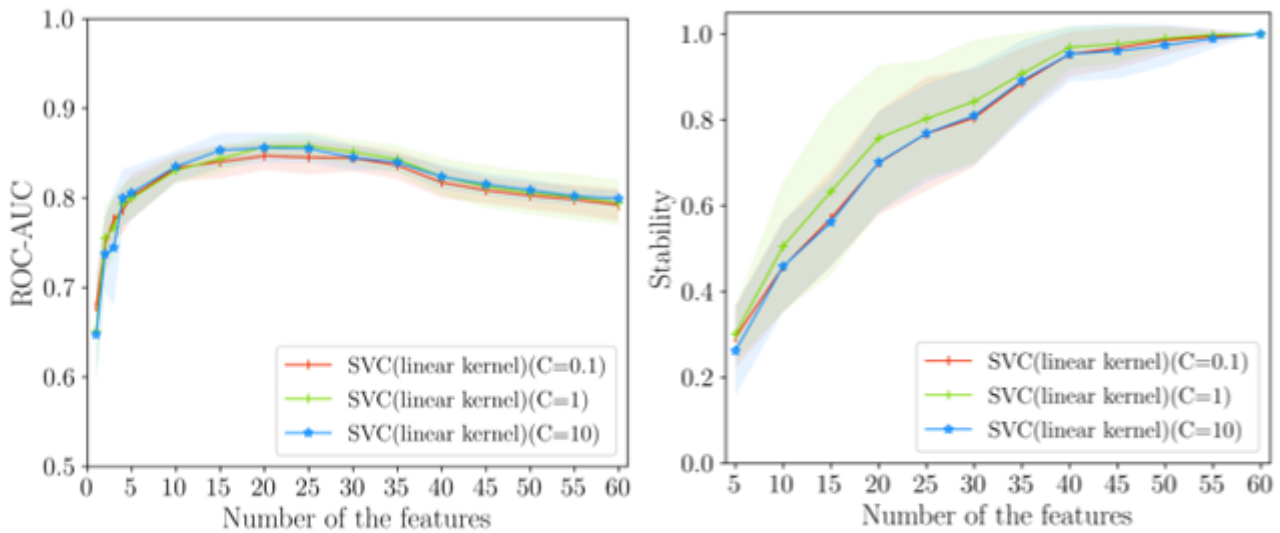 1.0
0.9
0.8
0.7
0.6
0.5
ROC-AUC
0 5 10 15 20 25 30 35 40 45 50 55 60
Number of the features
SVC(linear kernel)(C=0.1)
SVC(linear kernel)(C=1)
SVC(linear kernel)(C=10)
1.0
0.8
0.6
0.4
0.2
0.0
Stability
5 10 15 20 25 30 35 40 45 50 55 60
Number of the features
SVC(linear kernel)(C=0.1)
SVC(linear kernel)(C=1)
SVC(linear kernel)(C=10)